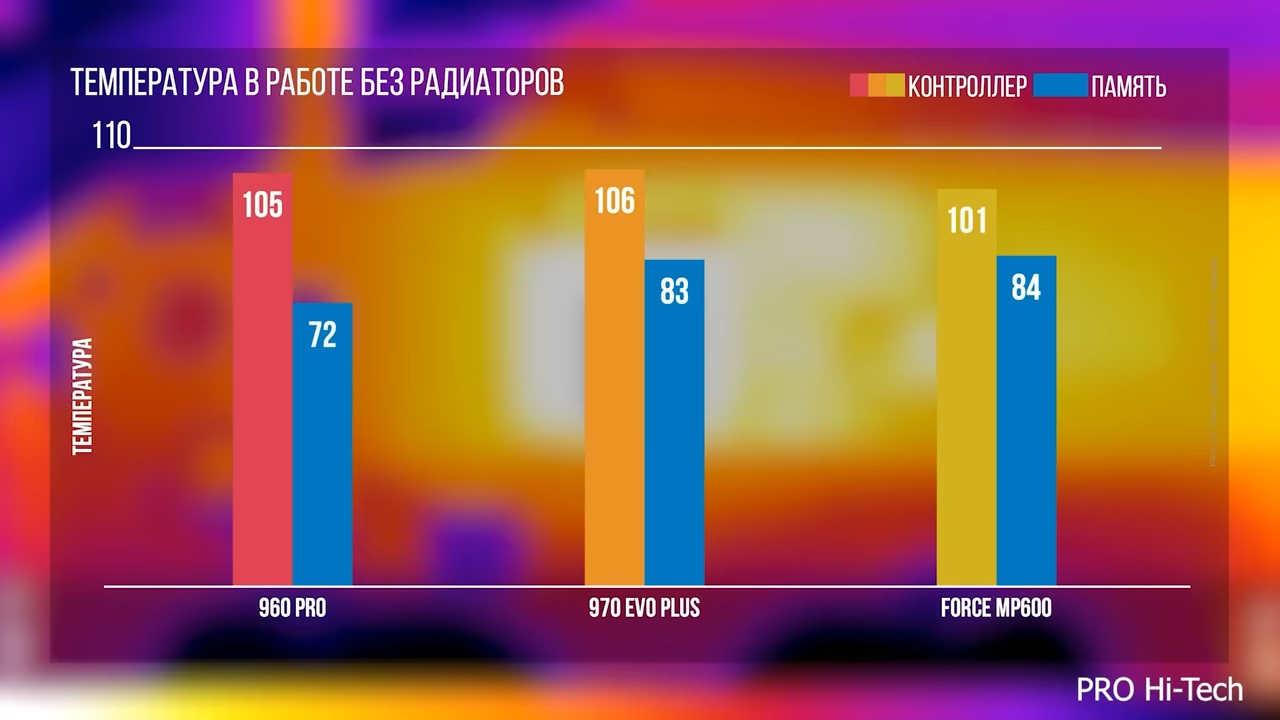 ТЕМПЕРАТУРА В РАБОТЕ БЕЗ РАДИАТОРОВ
КОНТРОЛЛЕР ПАМЯТЬ
110
105
72
106
83
101
84
ТЕМПЕРАТУРА
960 PRO
970 EVO PLUS
FORCE MP600
PRO Hi-Tech